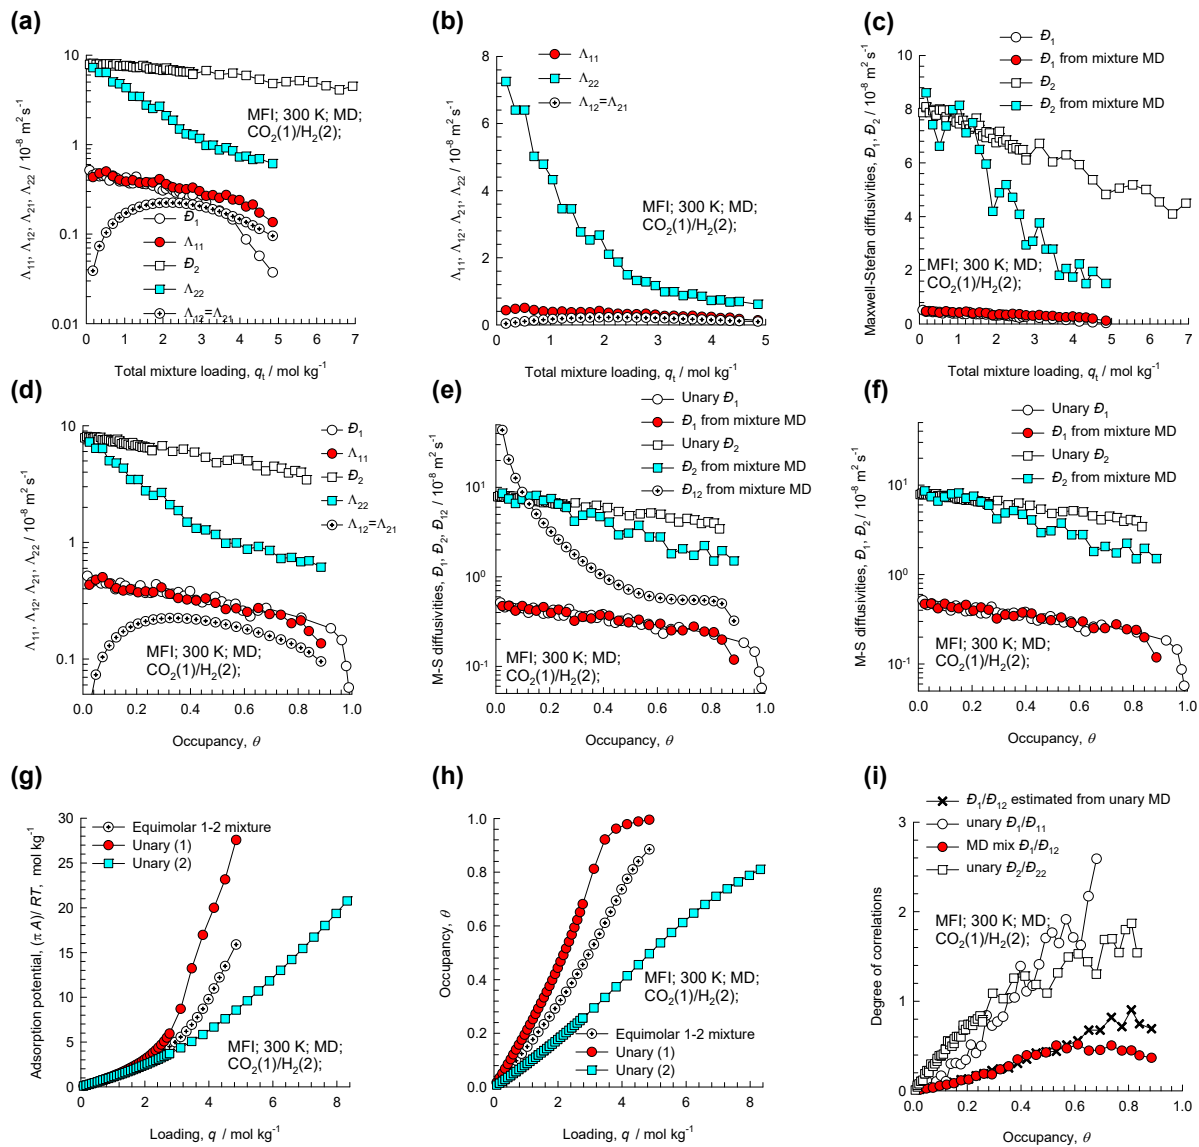 (a)
10
1
0.1
0.01
0 1 2 3 4 5 6 7
Λ11, Λ12, Λ21, Λ22 / 10-8 m2 s-1
Total mixture loading, qt / mol kg-1
MFI; 300 K; MD;
CO2(1)/H2(2);
Đ1
Λ11
Đ2
Λ22
Λ12=Λ21
(b)
8
6
4
2
0
0 1 2 3 4 5
Λ11, Λ12, Λ21, Λ22 / 10-8 m2 s-1
Total mixture loading, qt / mol kg-1
Λ11
Λ22
Λ12=Λ21
MFI; 300 K; MD;
CO2(1)/H2(2);
(c)
Đ1
Đ1 from mixture MD
Đ2
Đ2 from mixture MD
10
8
6
4
2
0
0 1 2 3 4 5 6 7
Maxwell-Stefan diffusivities, Đ1, Đ2 / 10-8 m2 s-1
Total mixture loading, qt / mol kg-1
MFI; 300 K; MD;
CO2(1)/H2(2);
(d)
10
1
0.1
0.0 0.2 0.4 0.6 0.8 1.0
Λ11, Λ12, Λ21, Λ22 / 10-8 m2 s-1
Occupancy, θ
Đ1
Λ11
Đ2
Λ22
Λ12=Λ21
MFI; 300 K; MD;
CO2(1)/H2(2);
(e)
Unary Đ1
Đ1 from mixture MD
Unary Đ2
Đ2 from mixture MD
Đ12 from mixture MD
101
100
10-1
0.0 0.2 0.4 0.6 0.8 1.0
M-S diffusivities, Đ1, Đ2, Đ12 / 10-8 m2 s-1
Occupancy, θ
MFI; 300 K; MD;
CO2(1)/H2(2);
(f)
Unary Đ1
Đ1 from mixture MD
Unary Đ2
Đ2 from mixture MD
101
100
10-1
0.0 0.2 0.4 0.6 0.8 1.0
M-S diffusivities, Đ1, Đ2 / 10-8 m2 s-1
Occupancy, θ
MFI; 300 K; MD;
CO2(1)/H2(2);
(g)
30
25
20
15
10
5
0
0 2 4 6 8
Adsorption potential, (π A)/ RT, mol kg-1
Loading, q / mol kg-1
Equimolar 1-2 mixture
Unary (1)
Unary (2)
MFI; 300 K; MD;
CO2(1)/H2(2);
(h)
1.0
0.8
0.6
0.4
0.2
0.0
0 2 4 6 8
Occupancy, θ
Loading, q / mol kg-1
MFI; 300 K; MD;
CO2(1)/H2(2);
Equimolar 1-2 mixture
Unary (1)
Unary (2)
(i)
Đ1/Đ12 estimated from unary MD
unary Đ1/Đ11
MD mix Đ1/Đ12
unary Đ2/Đ22
3
2
1
0
0.0 0.2 0.4 0.6 0.8 1.0
Degree of correlations
Occupancy, θ
MFI; 300 K; MD;
CO2(1)/H2(2);